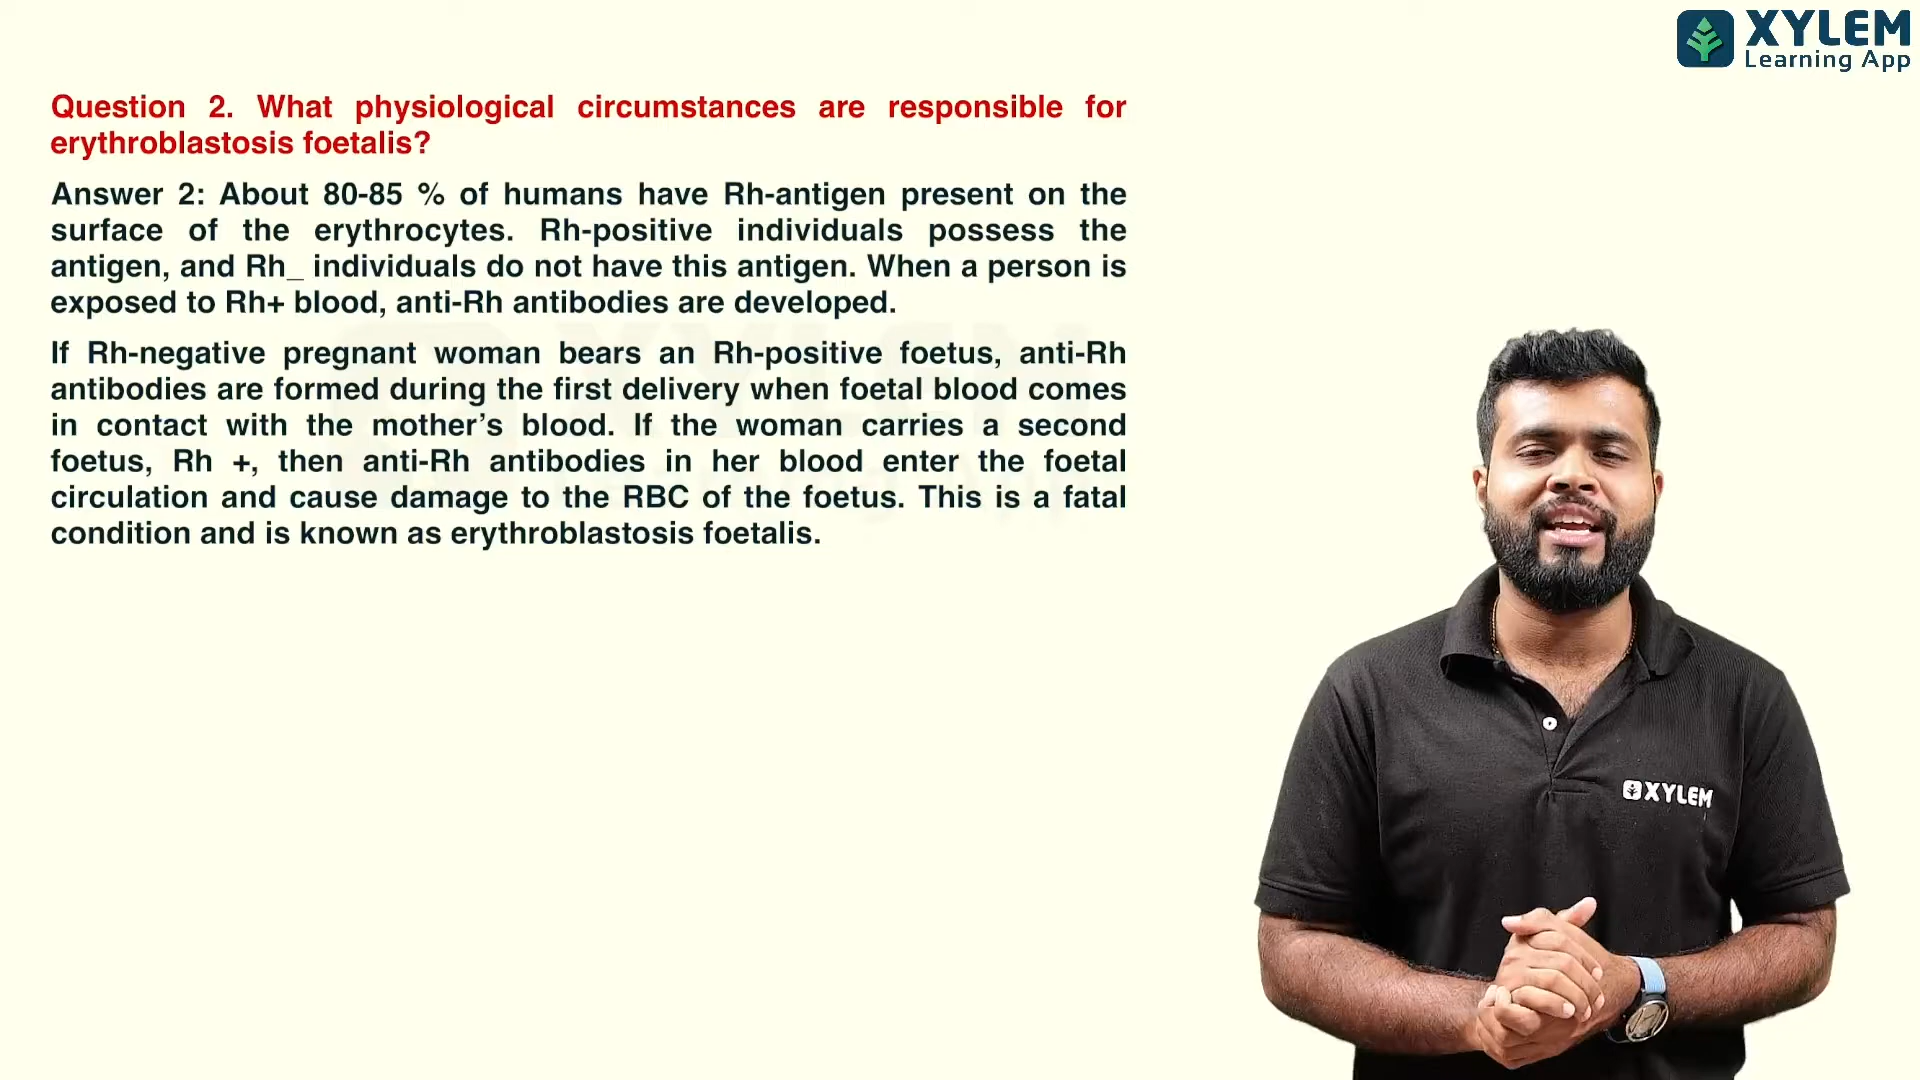 XYLEM
Learning App
Question 2. What physiological circumstances are responsible for
erythroblastosis foetalis?
Answer 2: About 80-85 % of humans have Rh-antigen present on the
surface of the erythrocytes. Rh-positive individuals possess the
antigen, and Rh_ individuals do not have this antigen. When a person is
exposed to Rh+ blood, anti-Rh antibodies are developed.
If Rh-negative pregnant woman bears an Rh-positive foetus, anti-Rh
antibodies are formed during the first delivery when foetal blood comes
in contact with the mother’s blood. If the woman carries a second
foetus, Rh +, then anti-Rh antibodies in her blood enter the foetal
circulation and cause damage to the RBC of the foetus. This is a fatal
condition and is known as erythroblastosis foetalis.
XYLEM